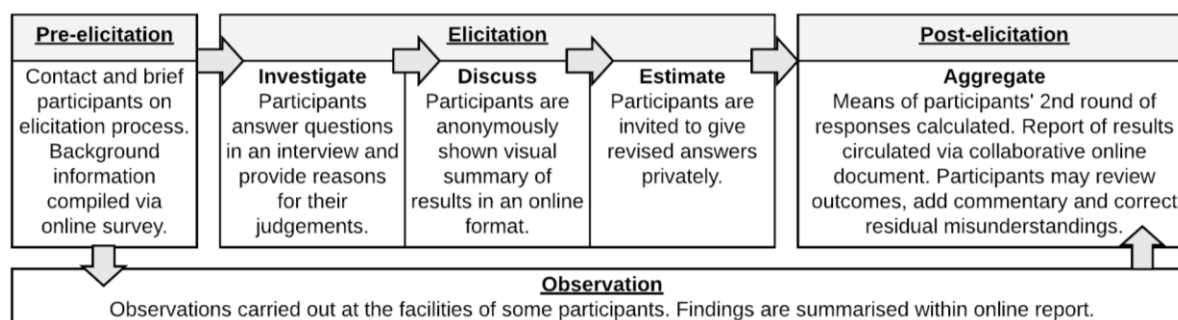 Pre-elicitation
Contact and brief
participants on
elicitation process.
Background
information
compiled via
online survey.
Elicitation
Investigate
Participants
answer questions
in an interview and
provide reasons
for their
judgements.
Discuss
Participants are
anonymously
shown visual
summary of
results in an online
format.
Estimate
Participants are
invited to give
revised answers
privately.
Post-elicitation
Aggregate
Means of participants' 2nd round of
responses calculated. Report of results
circulated via collaborative online
document. Participants may review
outcomes, add commentary and correct
residual misunderstandings.
Observation
Observations carried out at the facilities of some participants. Findings are summarised within online report.